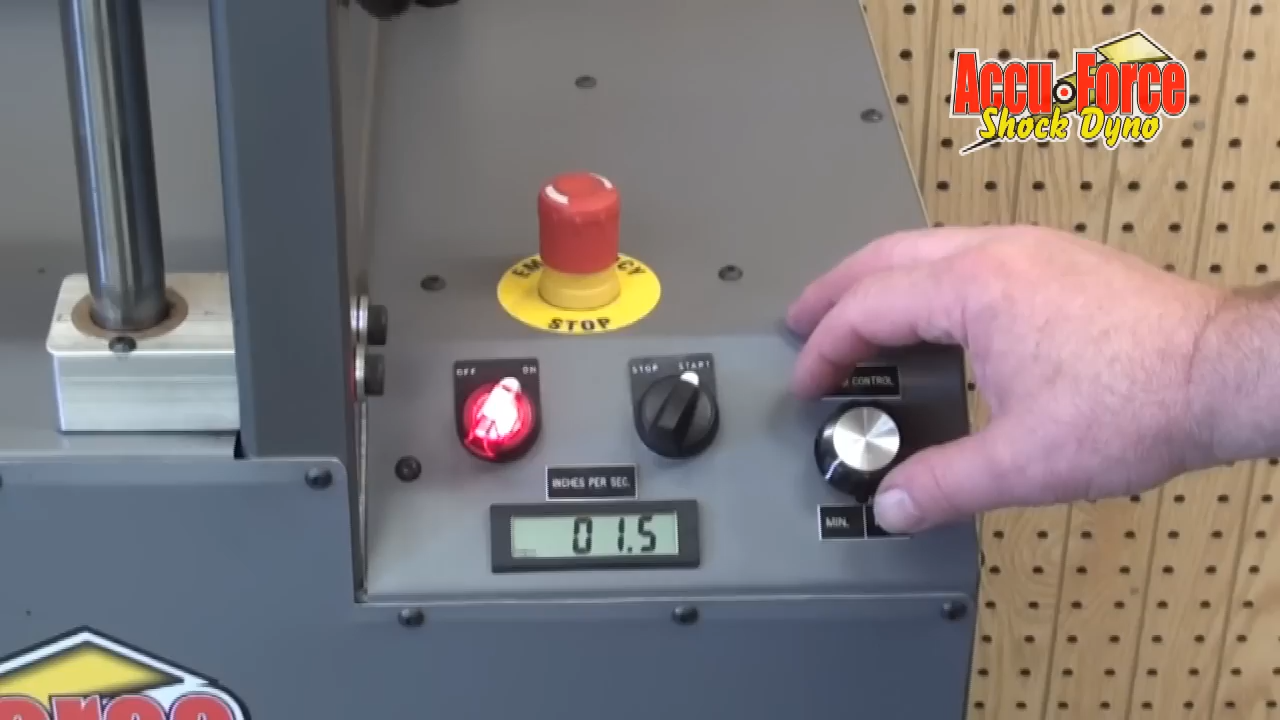 Accu-Force
Shock Dyno
STOP
OFF ON
STOP START
CONTROL
INCHES PER SEC.
MIN.
01.5